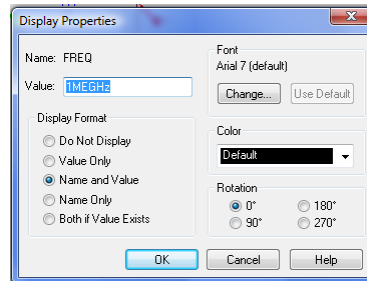 Display Properties
Name: FREQ
Value: 1MEGHz
Font
Arial 7 (default)
Change... Use Default
Display Format
Do Not Display
Value Only
Name and Value
Name Only
Both if Value Exists
Color
Default
Rotation
0° 180°
90° 270°
OK Cancel Help